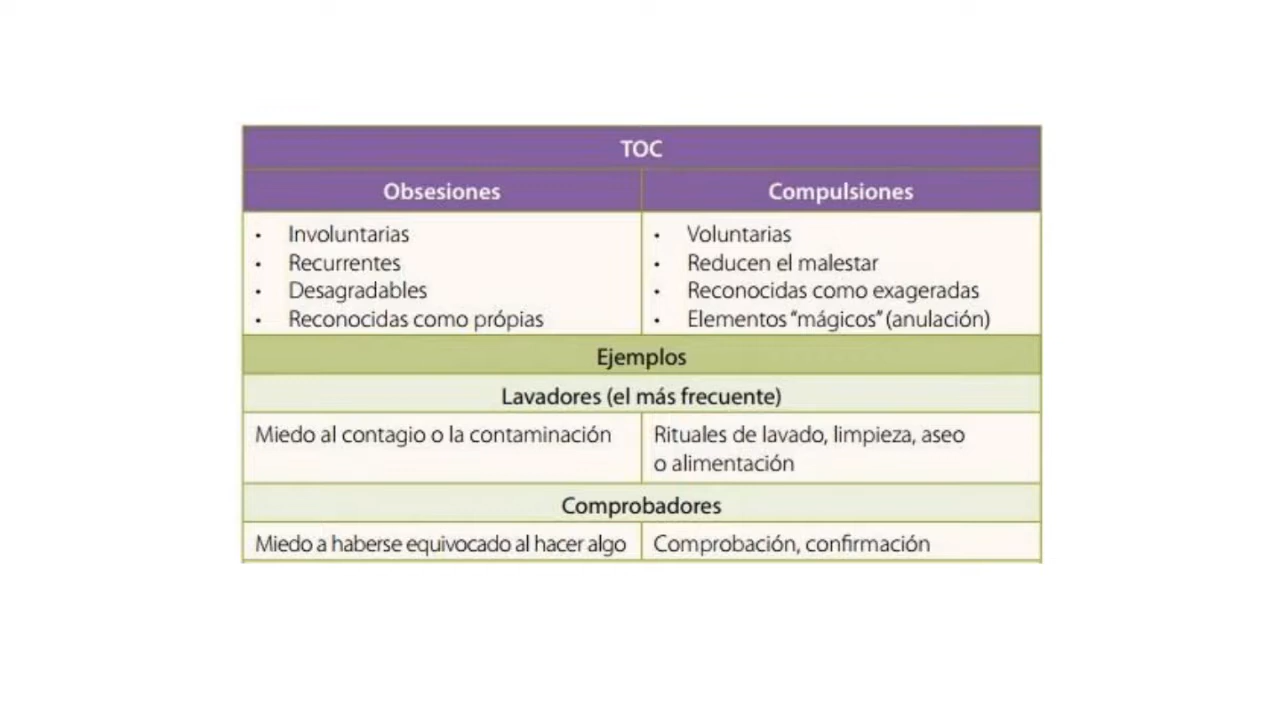 TOC
Obsesiones
Compulsiones
• Involuntarias
• Recurrentes
• Desagradables
• Reconocidas como própias
• Voluntarias
• Reducen el malestar
• Reconocidas como exageradas
• Elementos “mágicos” (anulación)
Ejemplos
Lavadores (el más frecuente)
Miedo al contagio o la contaminación
Rituales de lavado, limpieza, aseo
o alimentación
Comprobadores
Miedo a haberse equivocado al hacer algo
Comprobación, confirmación